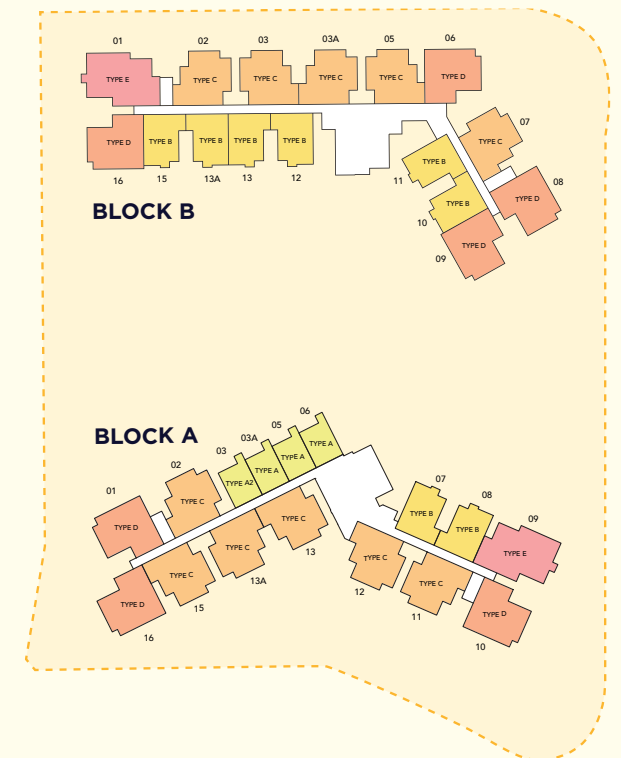 01 02 03 03A 05 06
TYPE E TYPE C TYPE C TYPE C TYPE C TYPE D
07
TYPE C
TYPE D TYPE B TYPE B TYPE B TYPE B
TYPE B
16 15 13A 13 12
11
08
TYPE D
TYPE B
10
BLOCK B
TYPE D
09
BLOCK A
06
05
03A
03
TYPE A
TYPE A
TYPE A
TYPE A2
02
TYPE C
01
TYPE D
TYPE C
13
TYPE C
13A
TYPE C
15
TYPE D
16
07
TYPE B
08
TYPE B
09
TYPE E
TYPE C
12
TYPE C
11
TYPE D
10